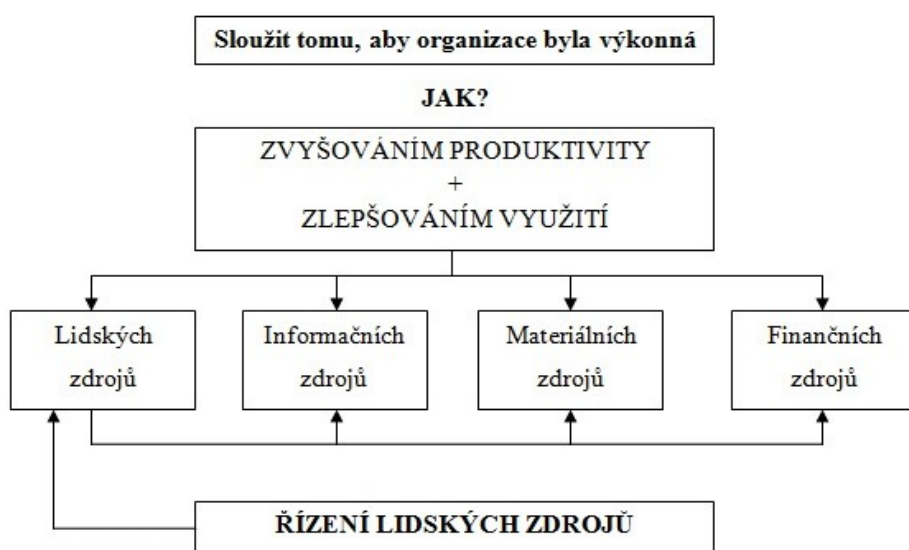 Sloužit tomu, aby organizace byla výkonná
JAK?
ZVYŠOVÁNÍM PRODUKTIVITY
+
ZLEPŠOVÁNÍM VYUŽITÍ
Lidských
zdrojů
Informačních
zdrojů
Materiálních
zdrojů
Finančních
zdrojů
ŘÍZENÍ LIDSKÝCH ZDROJŮ